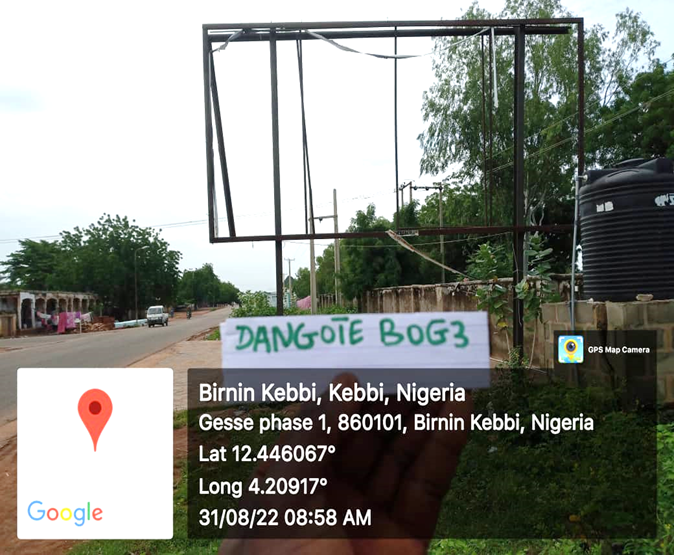 DANGOTE BOG3
GPS Map Camera
Birnin Kebbi, Kebbi, Nigeria
Gesse phase 1, 860101, Birnin Kebbi, Nigeria
Lat 12.446067°
Long 4.20917°
31/08/22 08:58 AM
Google